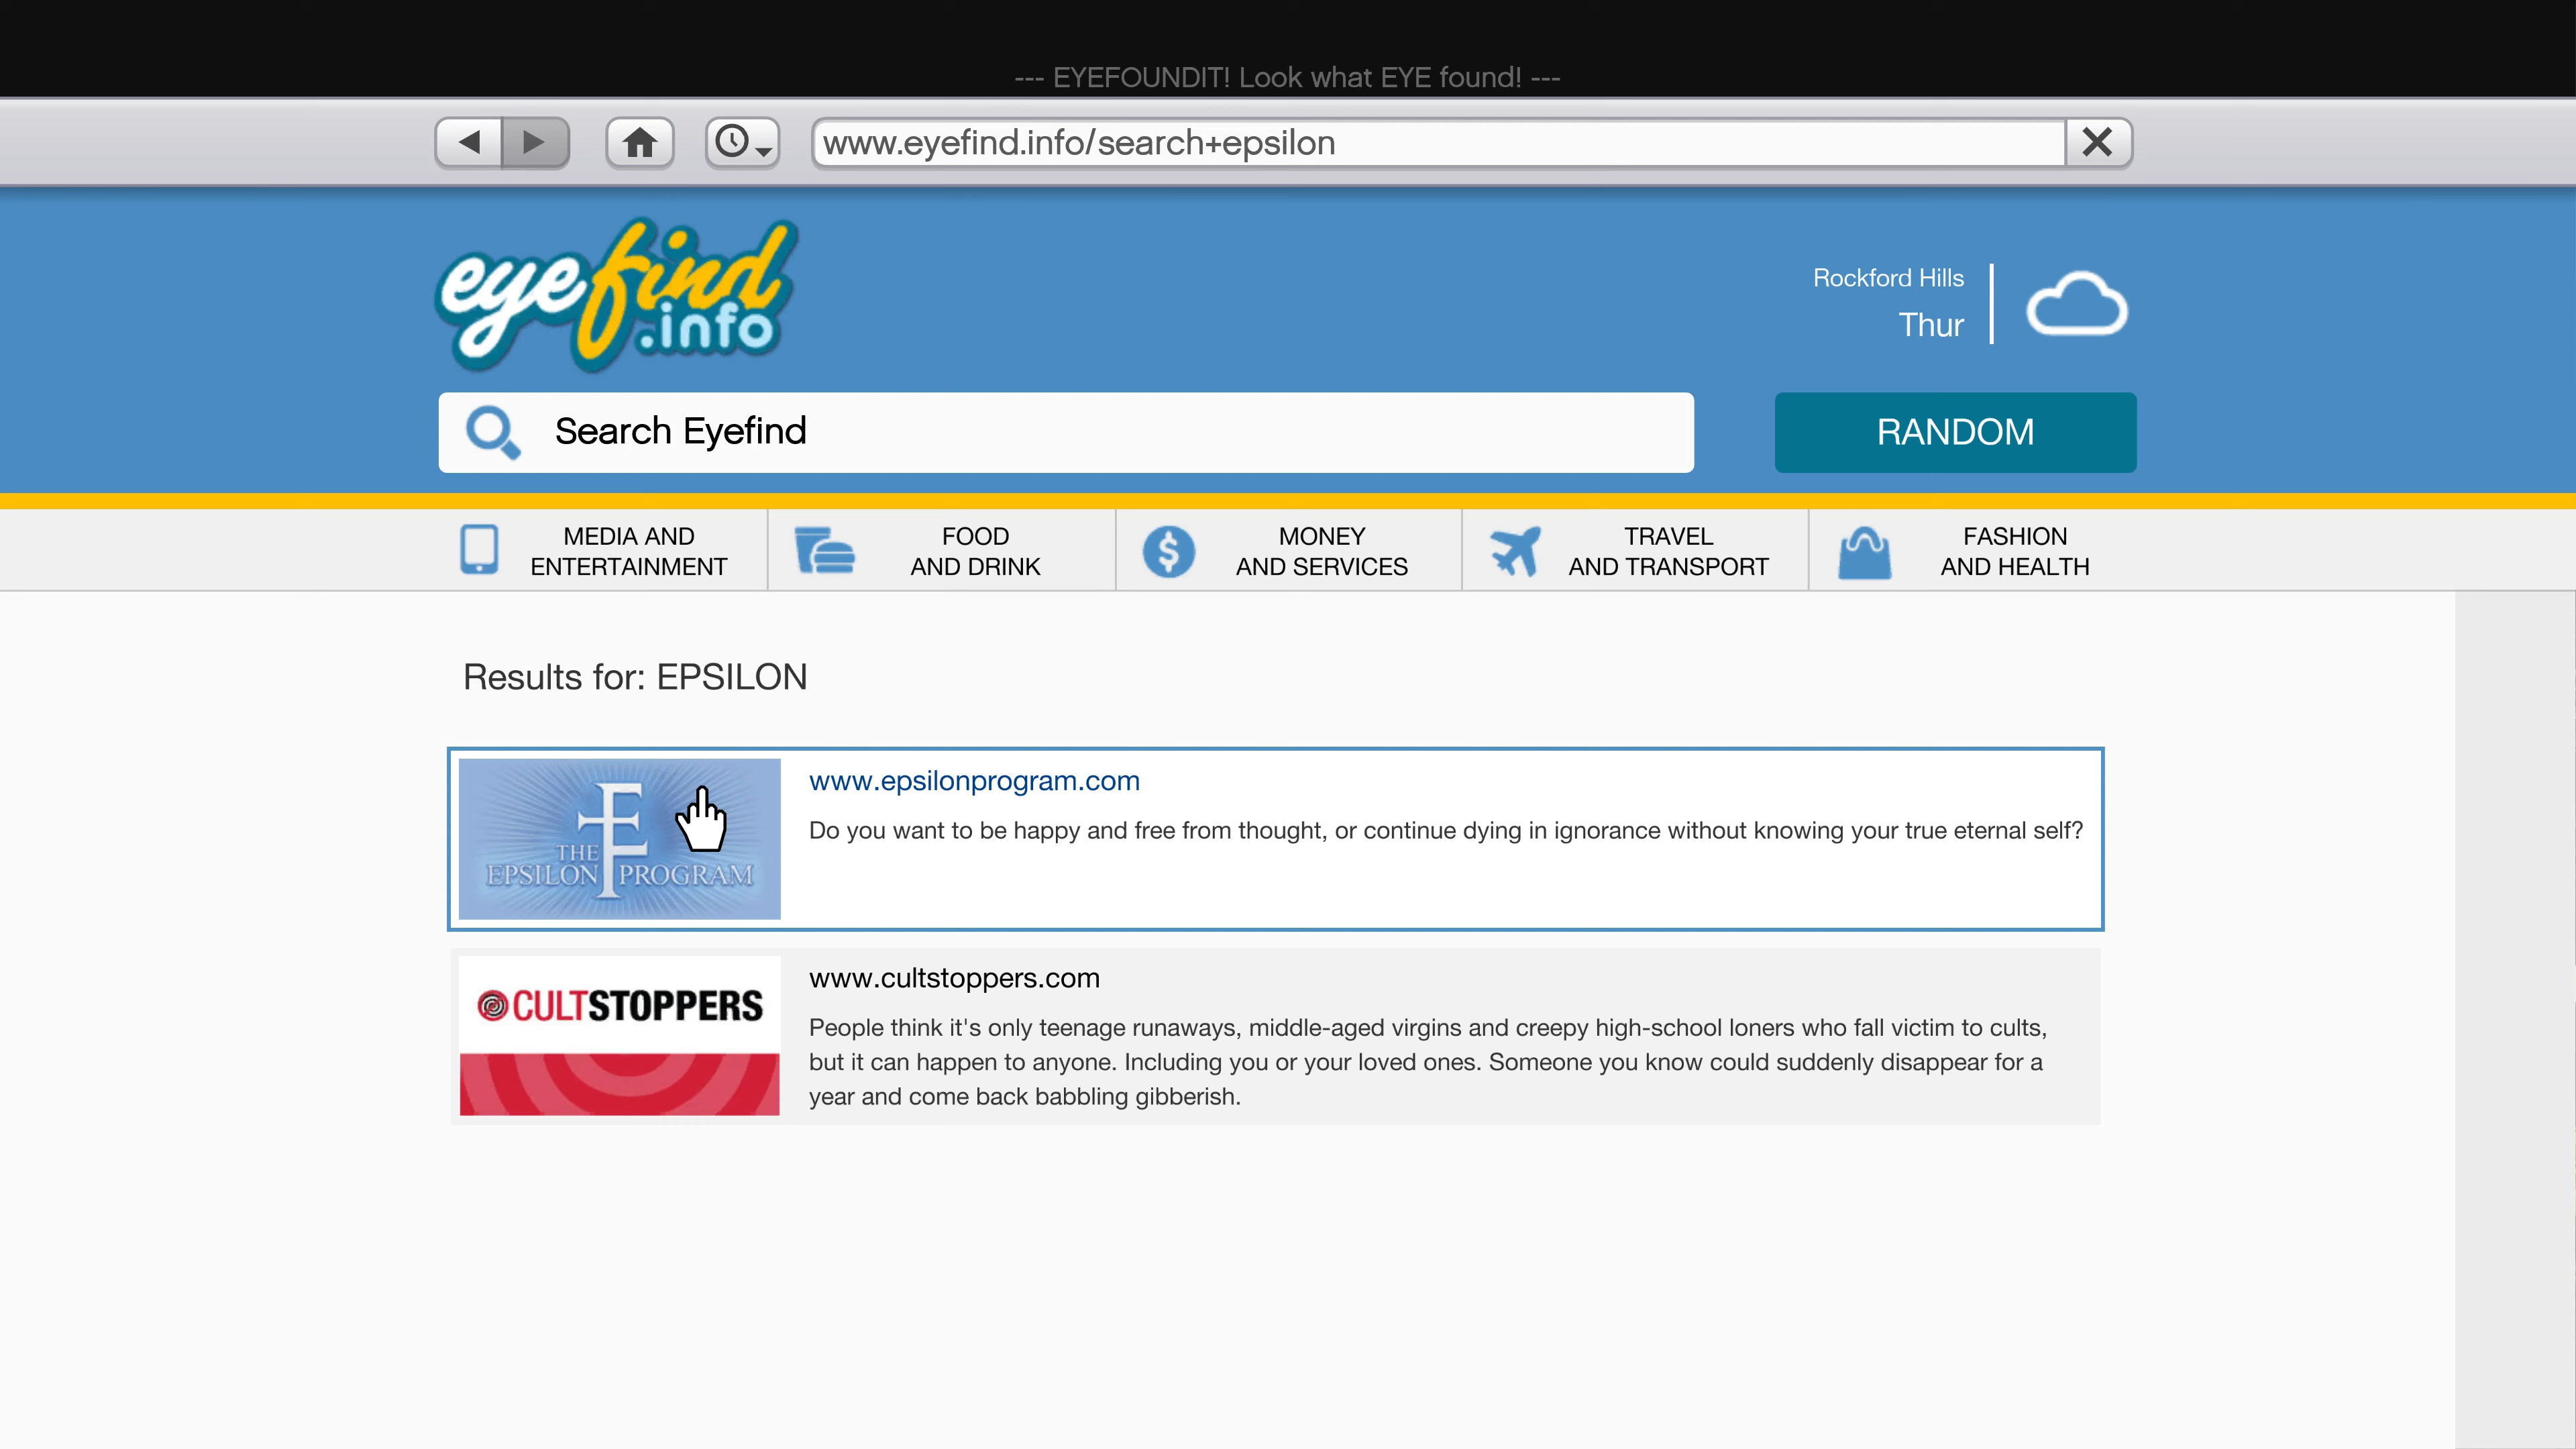 --- EYEFOUNDIT! Look what EYE found! ---
www.eyefind.info/search+epsilon
eyefind
.info
Rockford Hills
Thur
Search Eyefind
RANDOM
MEDIA AND
ENTERTAINMENT
FOOD
AND DRINK
MONEY
AND SERVICES
TRAVEL
AND TRANSPORT
FASHION
AND HEALTH
Results for: EPSILON
THE
EPSILON PROGRAM
www.epsilonprogram.com
Do you want to be happy and free from thought, or continue dying in ignorance without knowing your true eternal self?
CULTSTOPPERS
www.cultstoppers.com
People think it's only teenage runaways, middle-aged virgins and creepy high-school loners who fall victim to cults,
but it can happen to anyone. Including you or your loved ones. Someone you know could suddenly disappear for a
year and come back babbling gibberish.